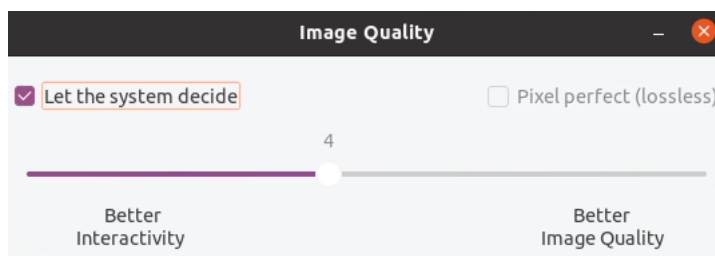 Image Quality
Let the system decide
Pixel perfect (lossless)
4
Better
Interactivity
Better
Image Quality